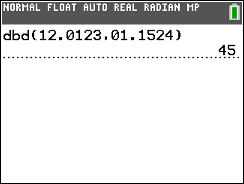 NORMAL FLOAT AUTO REAL RADIAN MP
dbd(12.0123.01.1524)
45